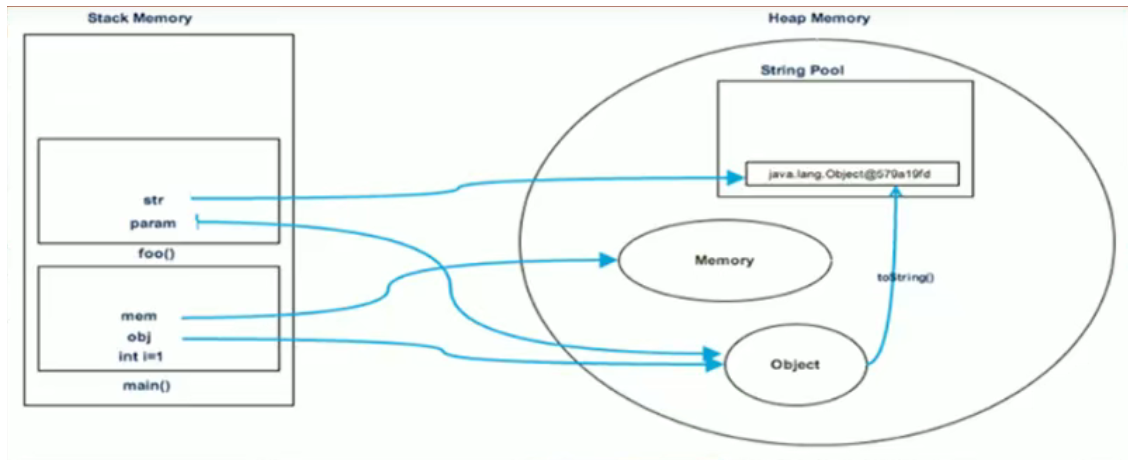 Stack Memory
Heap Memory
String Pool
java.lang.Object@579a19fd
str
param
foo()
Memory
toString()
mem
obj
int i=1
main()
Object